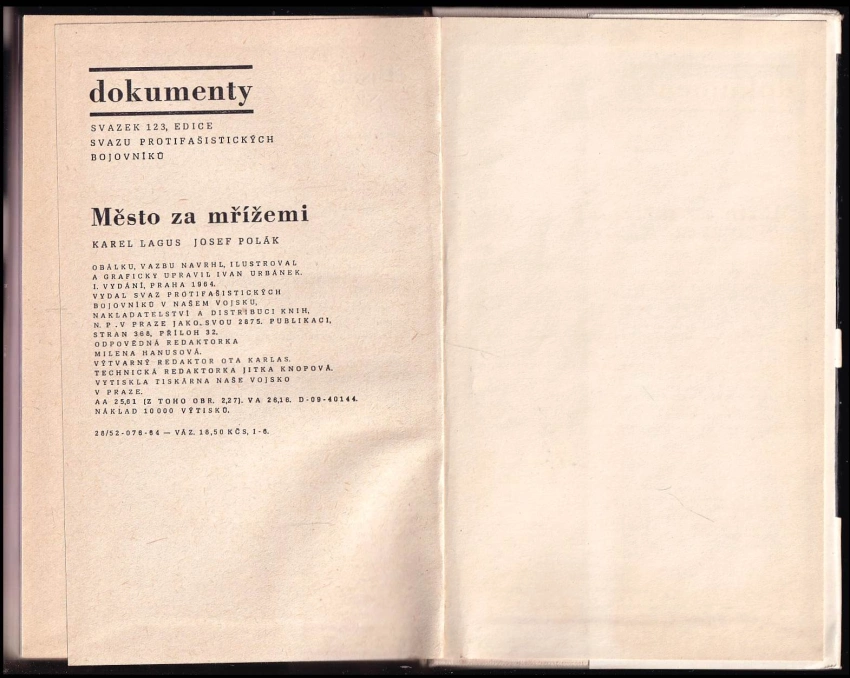 dokumenty
SVAZEK 123, EDICE
SVAZU PROTIFAŠISTICKÝCH
BOJOVNÍKŮ
Město za mřížemi
KAREL LAGUS JOSEF POLÁK
OBÁLKU, VAZBU NAVRHL, ILUSTROVAL
A GRAFICKY UPRAVIL IVAN URBÁNEK.
I. VYDÁNÍ, PRAHA 1964.
VYDAL SVAZ PROTIFAŠISTICKÝCH
BOJOVNÍKŮ V NAŠEM VOJSKU,
NAKLADATELSTVÍ A DISTRIBUCI KNIH,
N. P. V PRAZE JAKO SVOU 2875. PUBLIKACI,
STRAN 368, PŘÍLOH 32.
ODPOVĚDNÁ REDAKTORKA
MILENA HANUSOVÁ.
VÝTVARNÝ REDAKTOR OTA KARLAS.
TECHNICKÁ REDAKTORKA JITKA KNOPOVÁ.
VYTISKLA TISKÁRNA NAŠE VOJSKO
V PRAZE.
AA 25,61 (Z TOHO OBR. 2,27). VA 26,16. D-09-40144.
NÁKLAD 10000 VÝTISKŮ.
28/52-078-64 — VÁZ. 16,50 KČS, I-6.